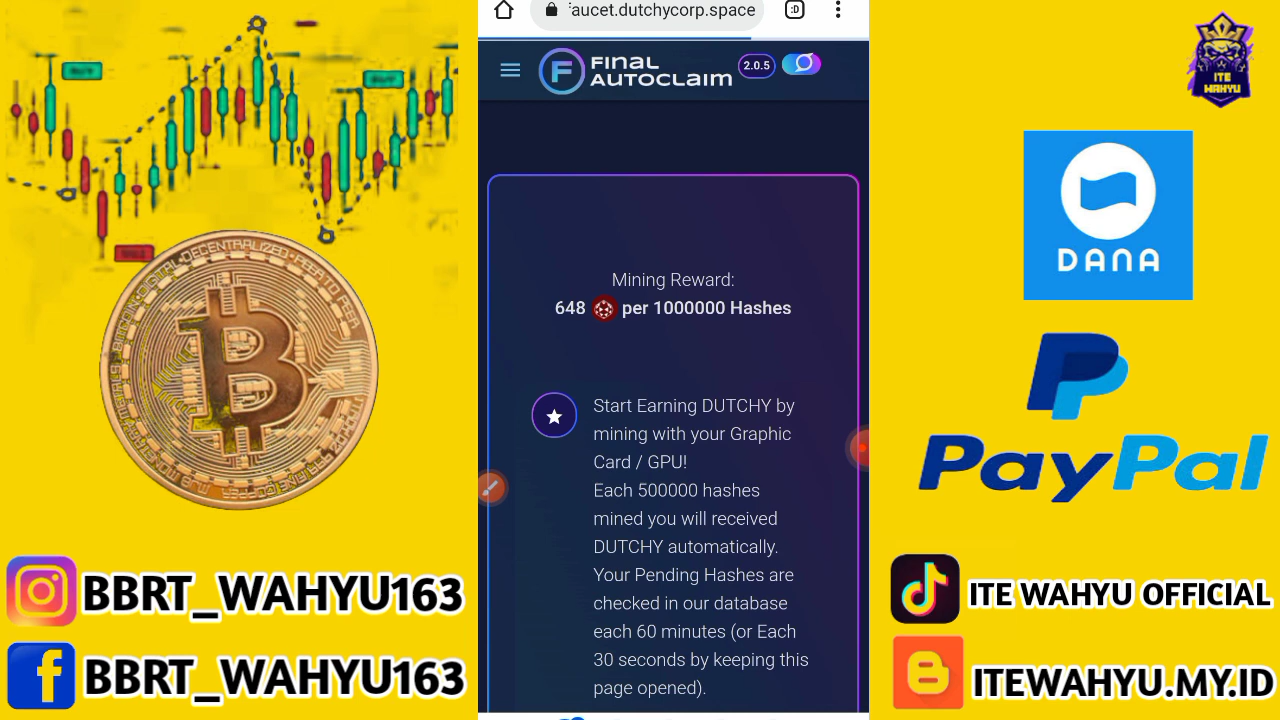 BUY
BUY
BBRT_WAHYU163
BBRT_WAHYU163
:D
faucet.dutchycorp.space
FINAL
AUTOCLAIM
2.0.5
Mining Reward:
648 per 1000000 Hashes
Start Earning DUTCHY by
mining with your Graphic
Card / GPU!
Each 500000 hashes
mined you will received
DUTCHY automatically.
Your Pending Hashes are
checked in our database
each 60 minutes (or Each
30 seconds by keeping this
page opened).
ITE
WAHYU
DANA
PayPal
ITE WAHYU OFFICIAL
ITEWAHYU.MY.ID